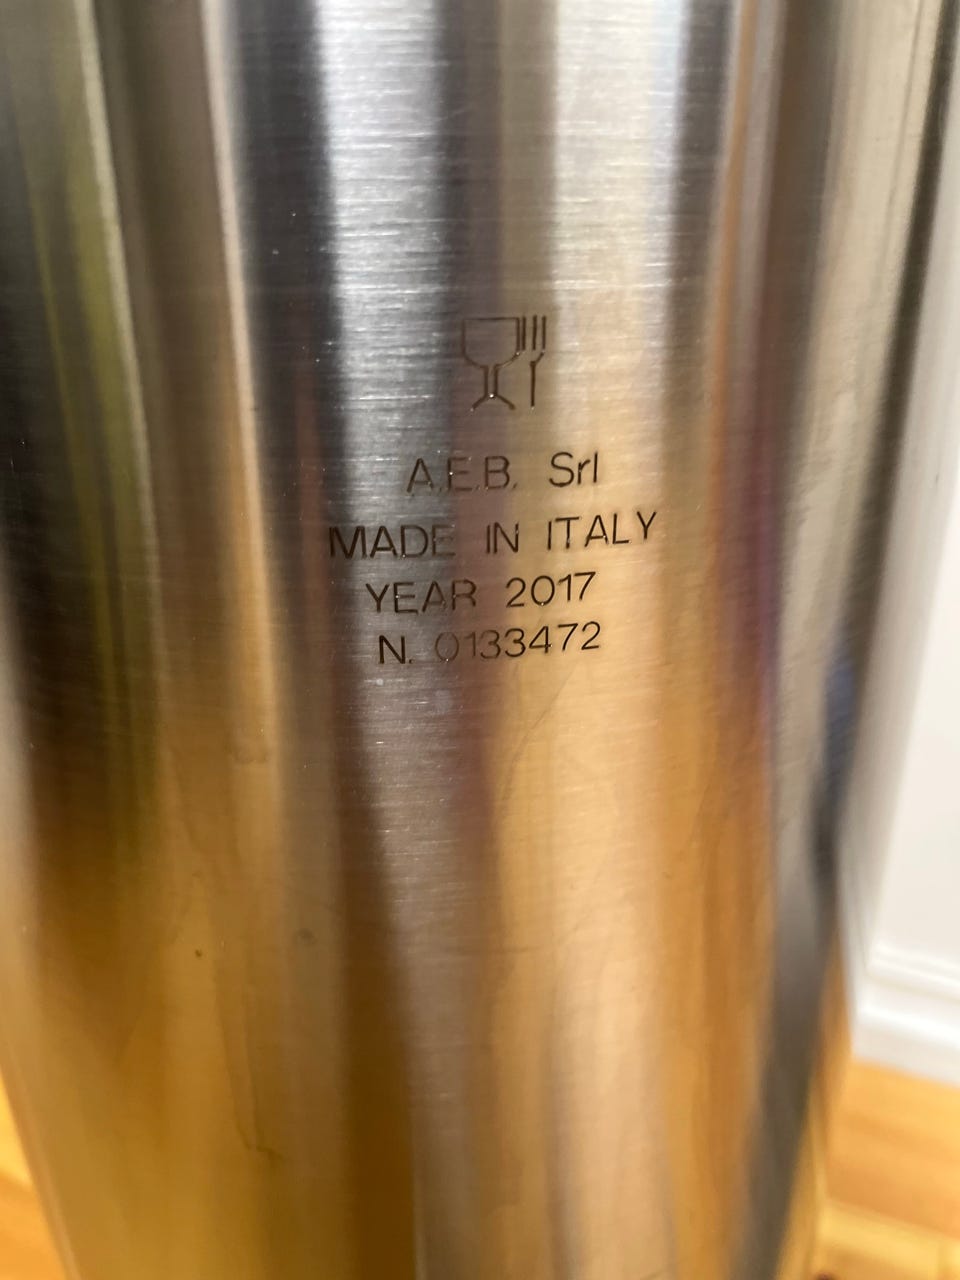 A.E.B. Srl
MADE IN ITALY
YEAR 2017
N. 0133472